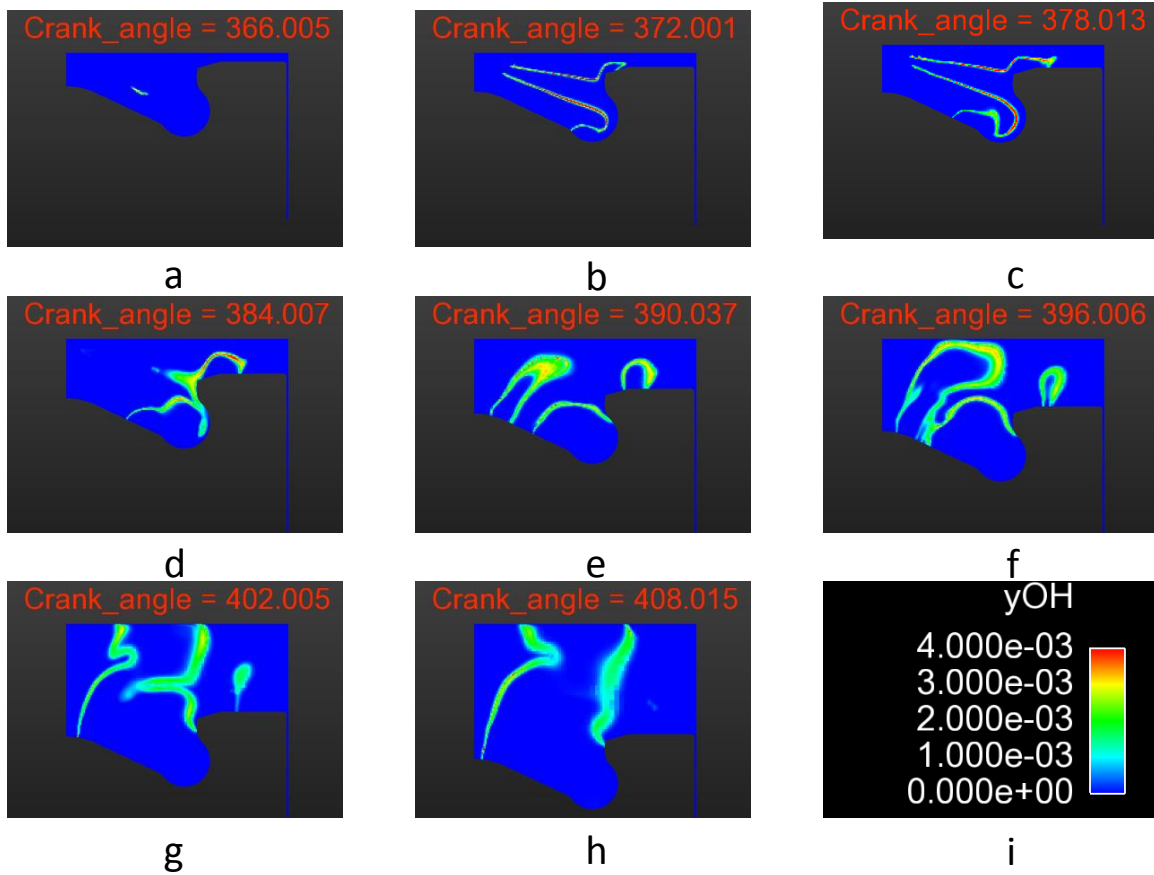 Crank_angle = 366.005
Crank_angle = 372.001
Crank_angle = 378.013
a
b
c
Crank_angle = 384.007
Crank_angle = 390.037
Crank_angle = 396.006
d
e
f
Crank_angle = 402.005
Crank_angle = 408.015
yOH
4.000e-03
3.000e-03
2.000e-03
1.000e-03
0.000e+00
g
h
i